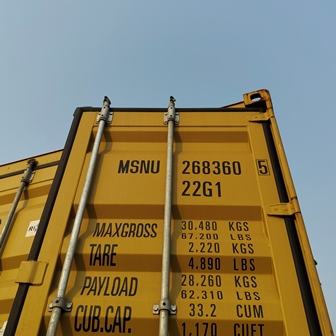 MSNU 268360 5
22G1
MAXGROSS 30.480 KGS
67.200 LBS
TARE 2.220 KGS
4.890 LBS
PAYLOAD 28.260 KGS
62.310 LBS
CUB.CAP. 33.2 CUM
1.170 CUFT